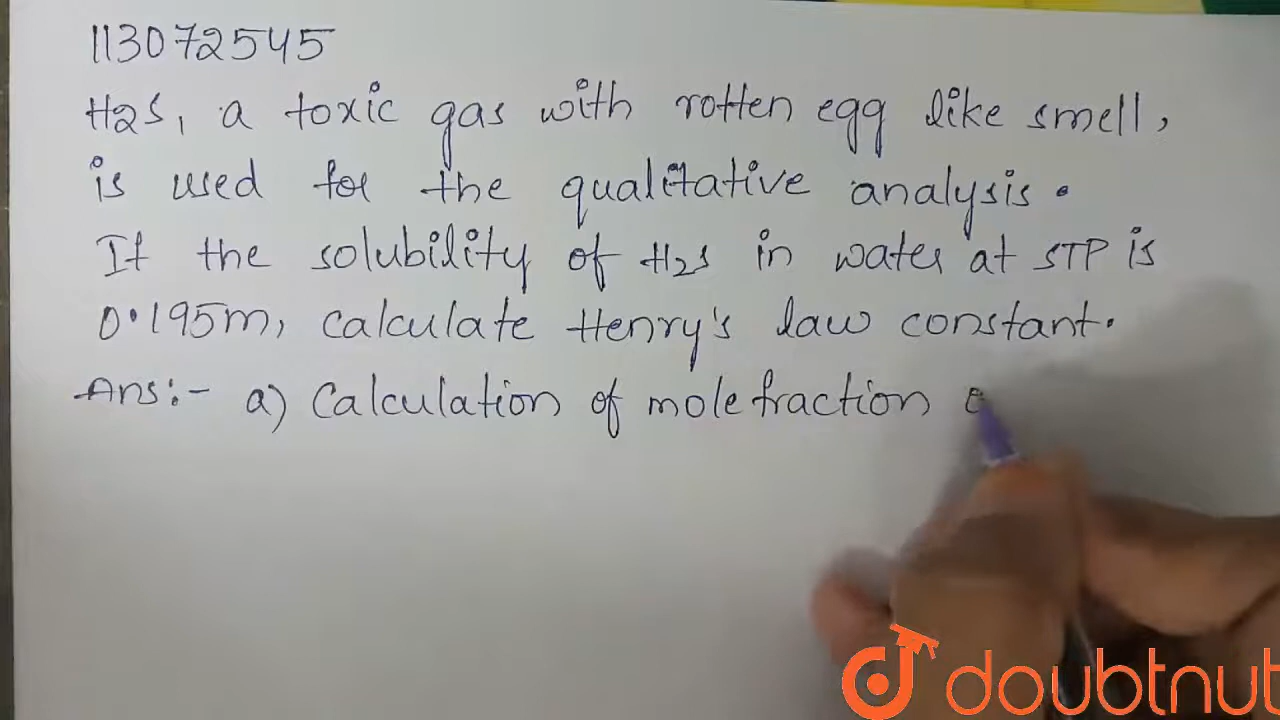 113072545
H2S, a toxic gas with rotten egg like smell,
is used for the qualitative analysis.
If the solubility of H2S in water at STP is
0.195m, calculate Henry's law constant.
Ans:- a) Calculation of mole fraction o
doubtnut